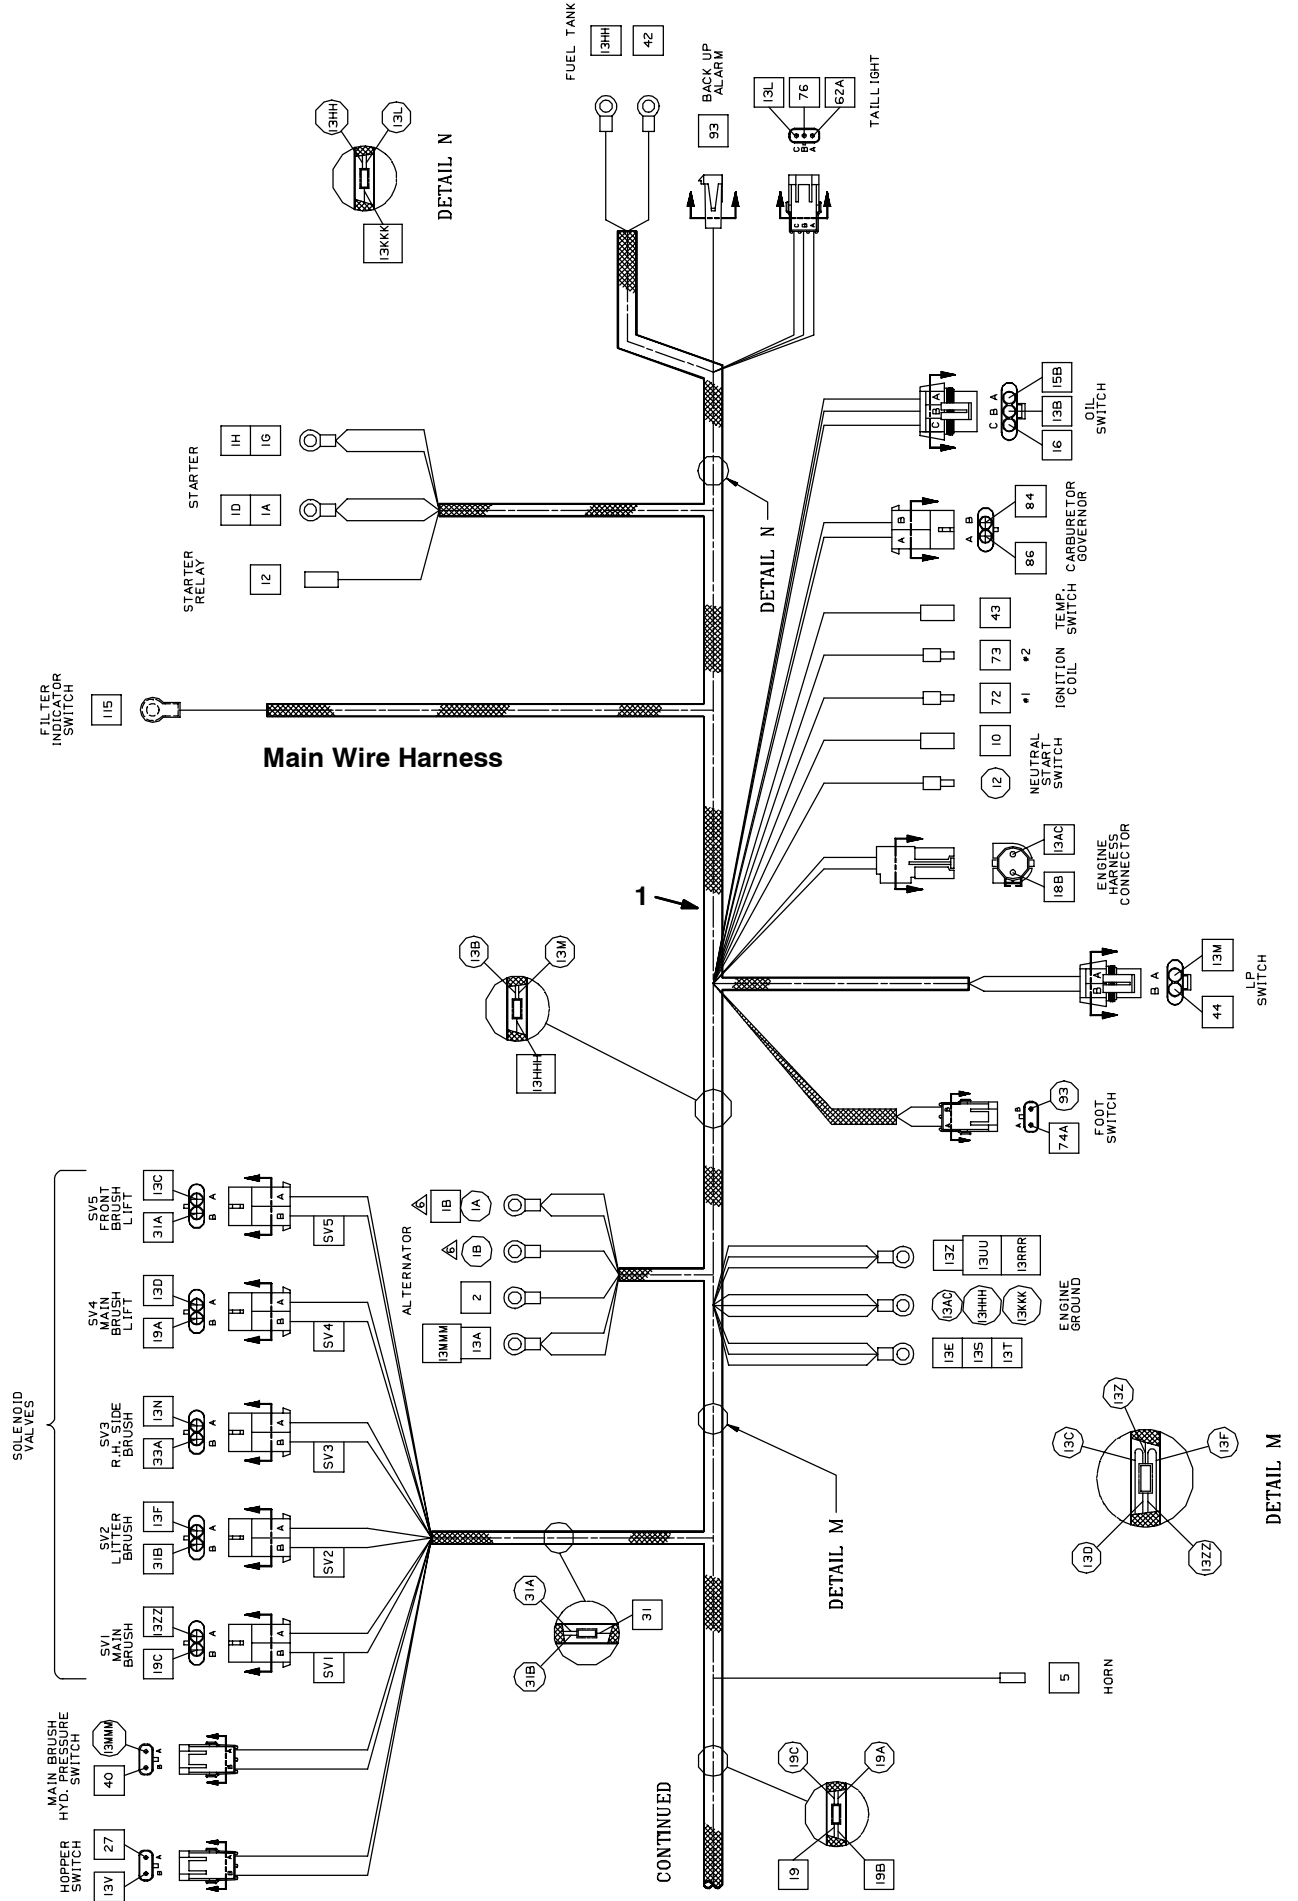 FUEL TANK
13HH
42
BACK UP
ALARM
93
13L
76
62A
TAILLIGHT
C
B
A
C
B
A
13HH
13L
13KKK
DETAIL N
STARTER
1H
1G
1D
1A
STARTER
RELAY
12
FILTER
INDICATOR
SWITCH
115
Main Wire Harness
DETAIL N
C
B
A
C B A
15B
13B
16
OIL
SWITCH
A
B
A B
84
86
CARBURETOR
GOVERNOR
43
TEMP.
SWITCH
73
#2
72
#1
IGNITION
COIL
10
12
NEUTRAL
START
SWITCH
13AC
18B
ENGINE
HARNESS
CONNECTOR
1
B
A
B A
13M
44
LP
SWITCH
13B
13M
13HHH
A
B
A
B
93
74A
FOOT
SWITCH
SOLENOID
VALVES
SV5
FRONT
BRUSH
LIFT
13C
31A
A
B
A
B
SV5
SV4
MAIN
BRUSH
LIFT
13D
19A
A
B
A
B
SV4
SV3
R.H. SIDE
BRUSH
13N
33A
A
B
A
B
SV3
SV2
LITTER
BRUSH
13F
31B
A
B
A
B
SV2
SV1
MAIN
BRUSH
13ZZ
19C
A
B
A
B
SV1
MAIN BRUSH
HYD. PRESSURE
SWITCH
13MMM
40
A
B
A
B
HOPPER
SWITCH
27
13V
A
B
A
B
ALTERNATOR
6
1B
1A
6
1B
2
13MMM
13A
13Z
13UU
13RRR
13AC
13HHH
13KKK
13E
13S
13T
ENGINE
GROUND
DETAIL M
13C
13Z
13F
13D
13ZZ
DETAIL M
31A
31B
31
5
HORN
CONTINUED
19C
19A
19
19B